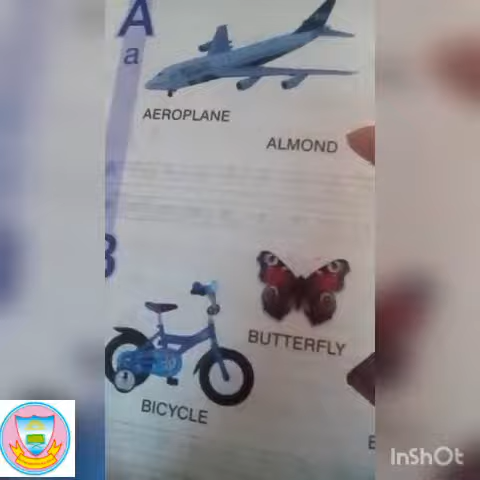 A
a
AEROPLANE
ALMOND
B
BUTTERFLY
BICYCLE
InShOt